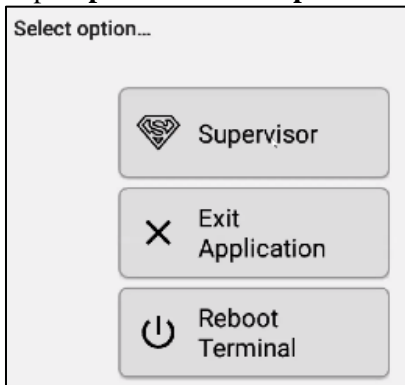 Select option...
Supervisor
Exit
Application
Reboot
Terminal